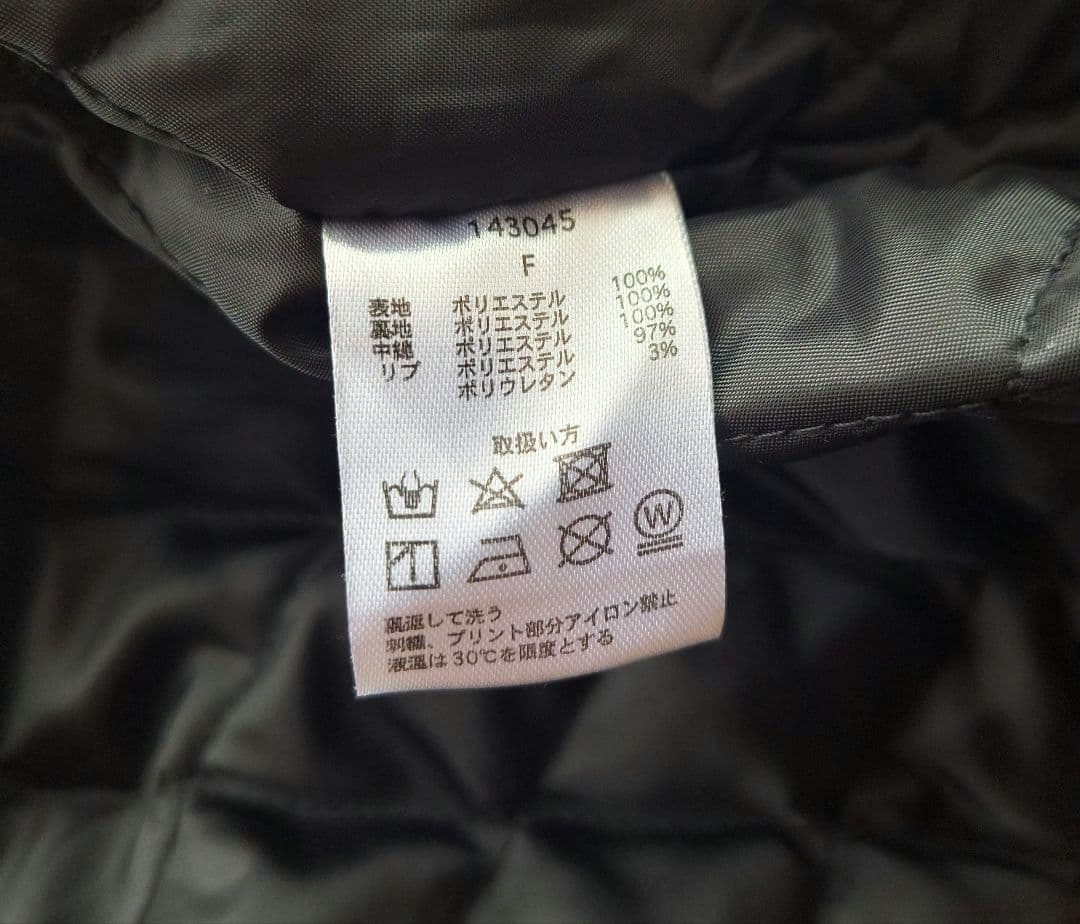 143045
F
表地 ポリエステル 100%
裏地 ポリエステル 100%
中綿 ポリエステル 100%
リブ ポリエステル 97%
ポリウレタン 3%
取扱い方
W
裏返して洗う
刺繍、プリント部分アイロン禁止
液温は30℃を限度とする